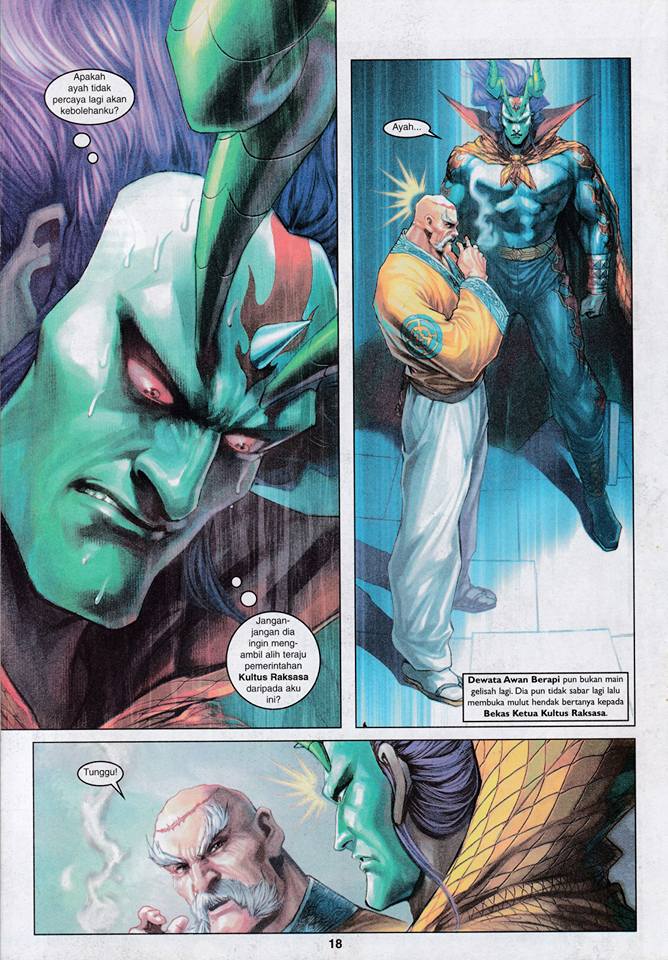 Apakah
ayah tidak
percaya lagi akan
kebolehanku?
Jangan-
jangan dia
ingin meng-
ambil alih teraju
pemerintahan
Kultus Raksasa
daripada aku
ini?
Ayah...
Dewata Awan Berapi pun bukan main
gelisah lagi. Dia pun tidak sabar lagi lalu
membuka mulut hendak bertanya kepada
Bekas Ketua Kultus Raksasa.
Tunggu!
18